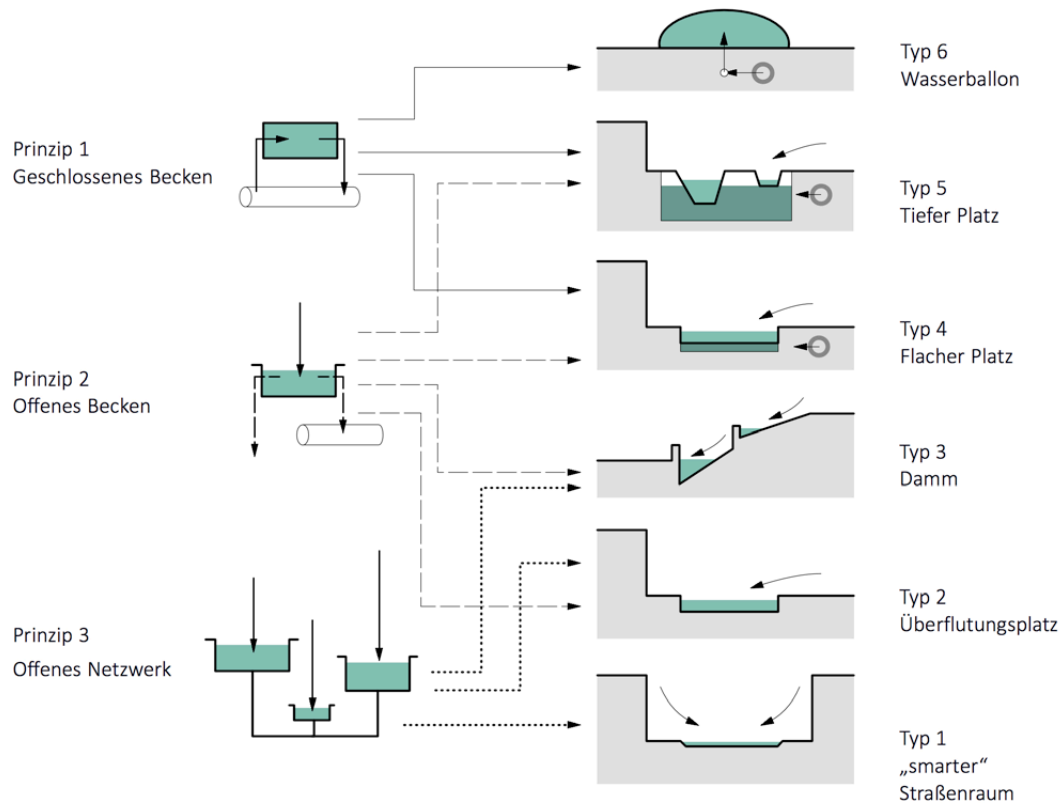 Prinzip 1
Geschlossenes Becken
Prinzip 2
Offenes Becken
Prinzip 3
Offenes Netzwerk
Typ 6
Wasserballon
Typ 5
Tiefer Platz
Typ 4
Flacher Platz
Typ 3
Damm
Typ 2
Überflutungsplatz
Typ 1
„smarter“
Straßenraum